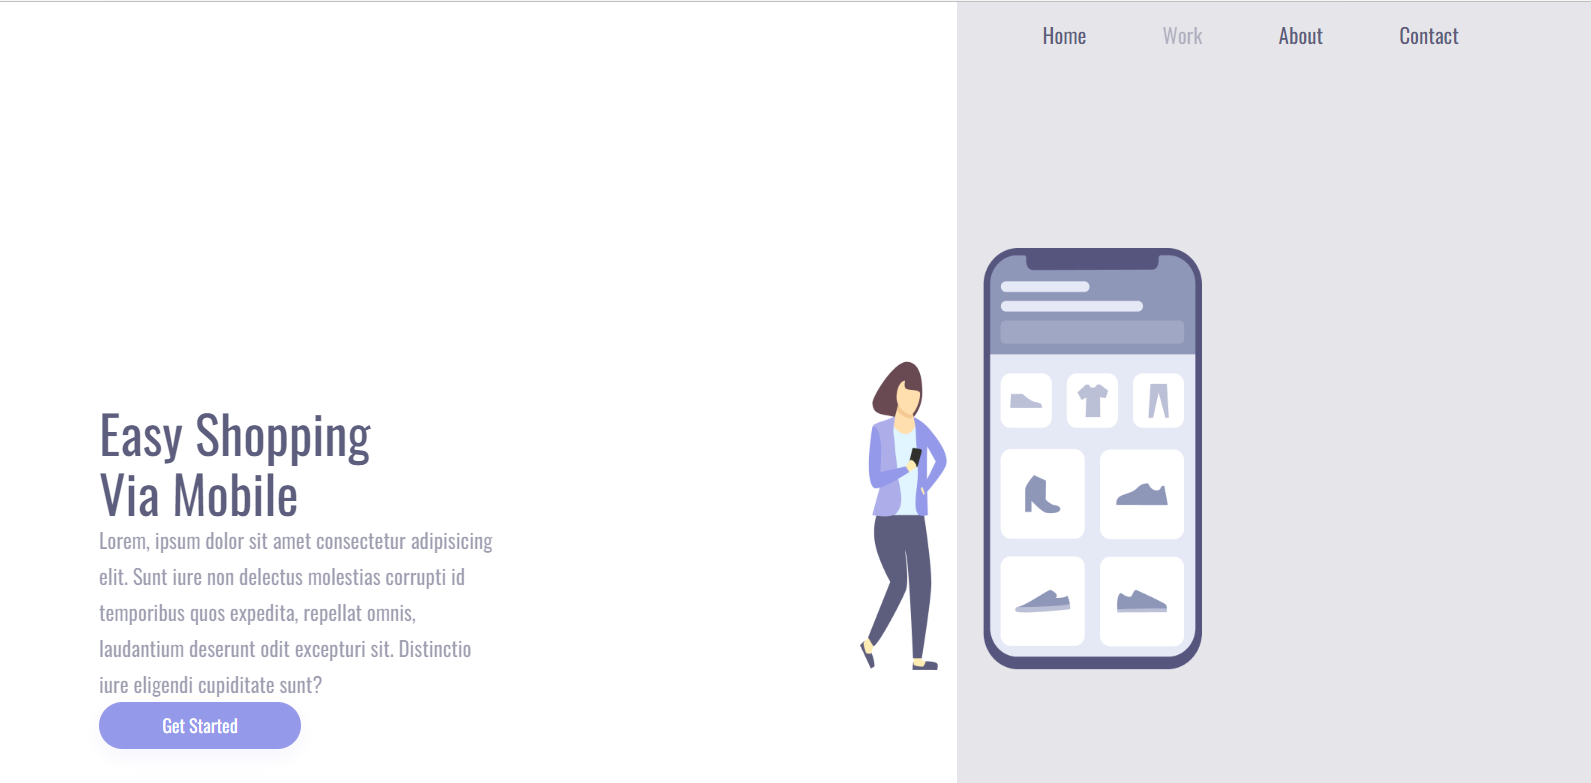 Home Work About Contact
Easy Shopping
Via Mobile
Lorem, ipsum dolor sit amet consectetur adipisicing
elit. Sunt iure non delectus molestias corrupti id
temporibus quos expedita, repellat omnis,
laudantium deserunt odit excepturi sit. Distinctio
iure eligendi cupiditate sunt?
Get Started